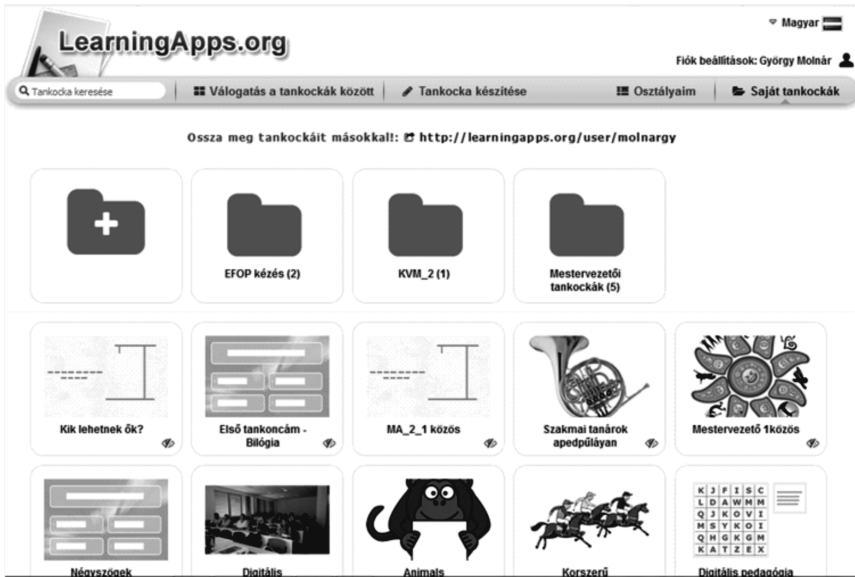 LearningApps.org
Magyar
Fiók beállítások: György Molnár
Tankocka keresése
Válogatás a tankockák között
Tankocka készítése
Osztályaim
Saját tankockák
Ossza meg tankockáit másokkal!: http://learningapps.org/user/molnargy
EFOP kézés (2)
KVM_2 (1)
Mestervezetői
tankockák (5)
Kik lehetnek ők?
Első tankoncám -
Bilógia
MA_2_1 közös
Szakmai tanárok
apedpüláyan
Mestervezető 1közös
K J F I S C
L D A W M M
Q J K O V I
M S Y K O I
Q H G K G M
K A T Z E X
Négyszögek
Digitális
Animals
Korszerű
Digitális pedagógia